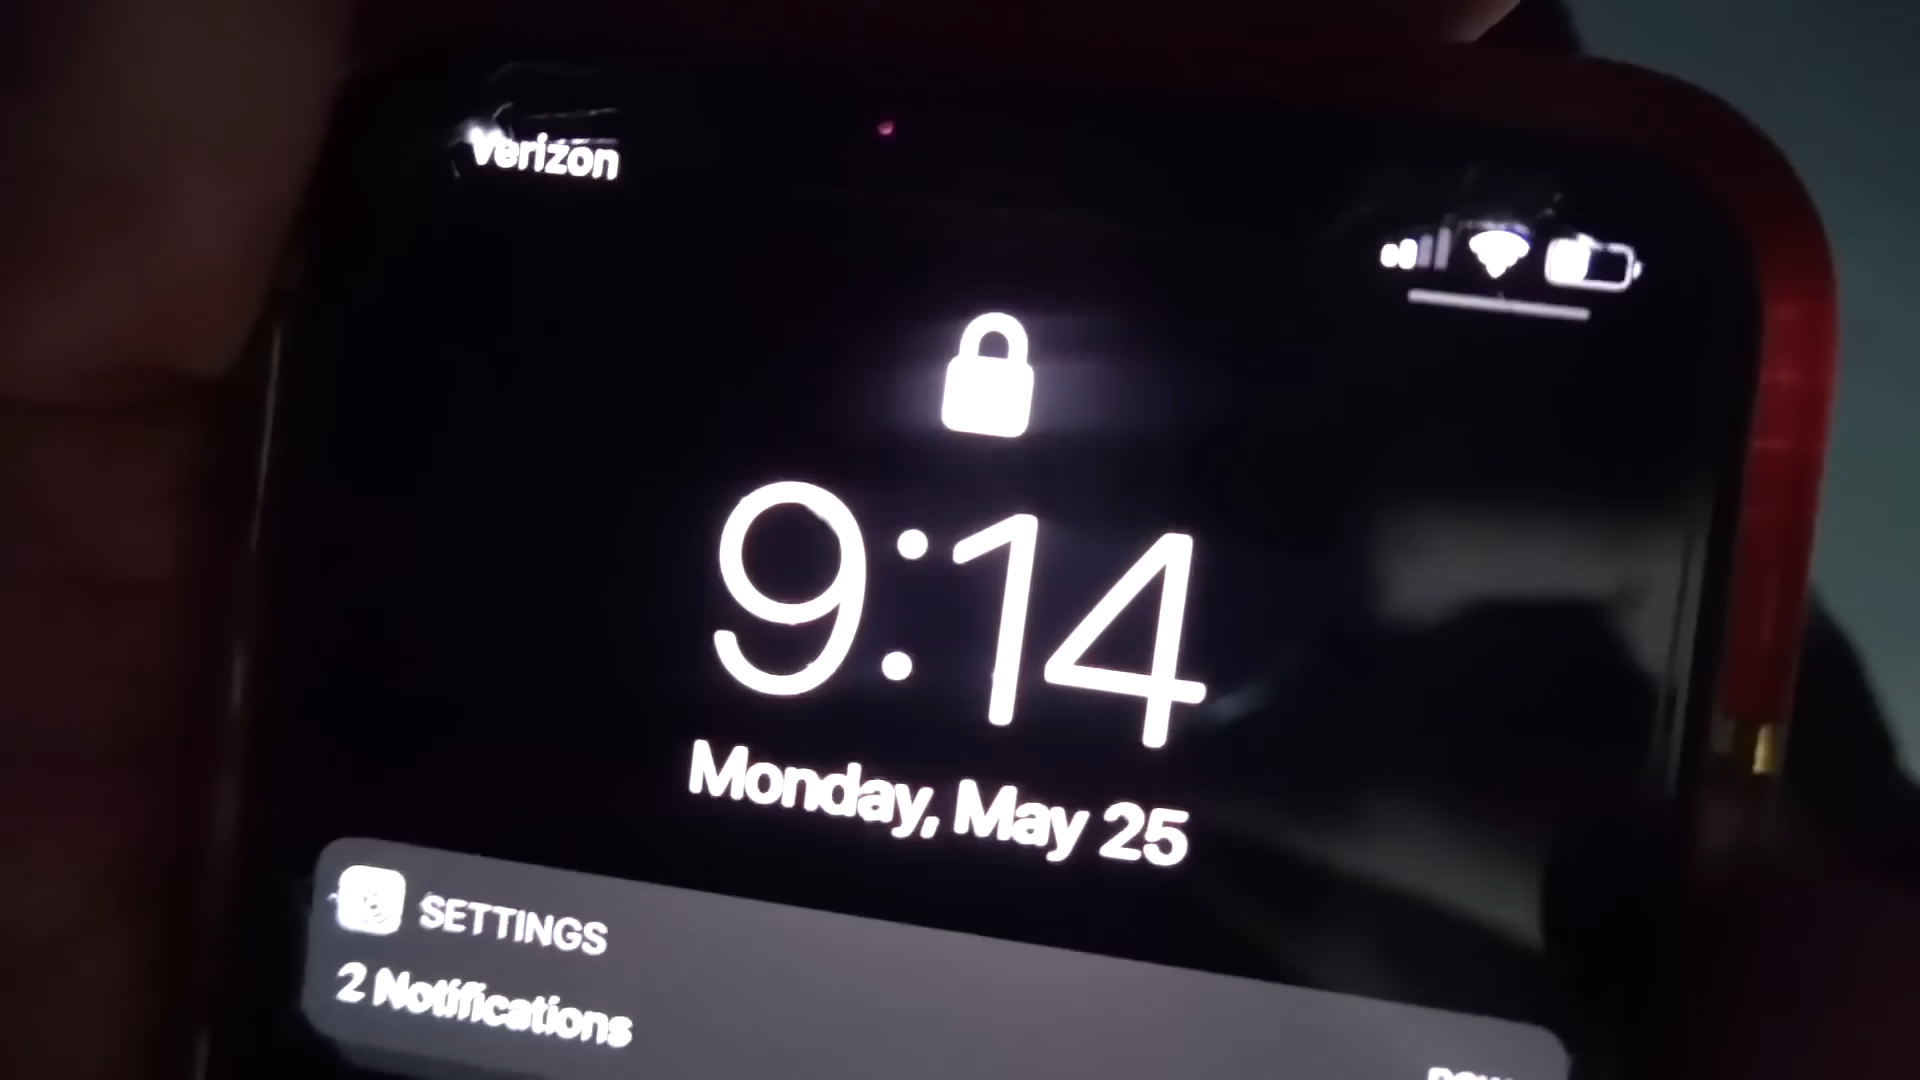 Verizon
9:14
Monday, May 25
SETTINGS
2 Notifications